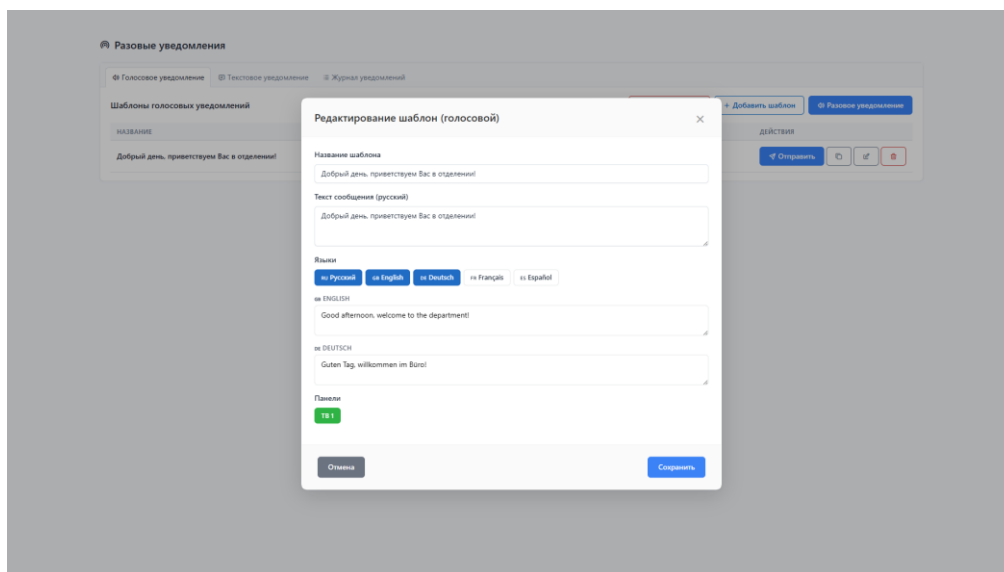 Разовые уведомления
Голосовое уведомление
Текстовое уведомление
Журнал уведомлений
Шаблоны голосовых уведомлений
+ Добавить шаблон
Разовое уведомление
НАЗВАНИЕ
ДЕЙСТВИЯ
Добрый день, приветствуем Вас в отделении!
Отправить
Редактирование шаблон (голосовой)
Название шаблона
Добрый день, приветствуем Вас в отделении!
Текст сообщения (русский)
Добрый день, приветствуем Вас в отделении!
Языки
RU Русский
GB English
DE Deutsch
FR Français
ES Español
GB ENGLISH
Good afternoon, welcome to the department!
DE DEUTSCH
Guten Tag, willkommen im Büro!
Панели
ТВ 1
Отмена
Сохранить